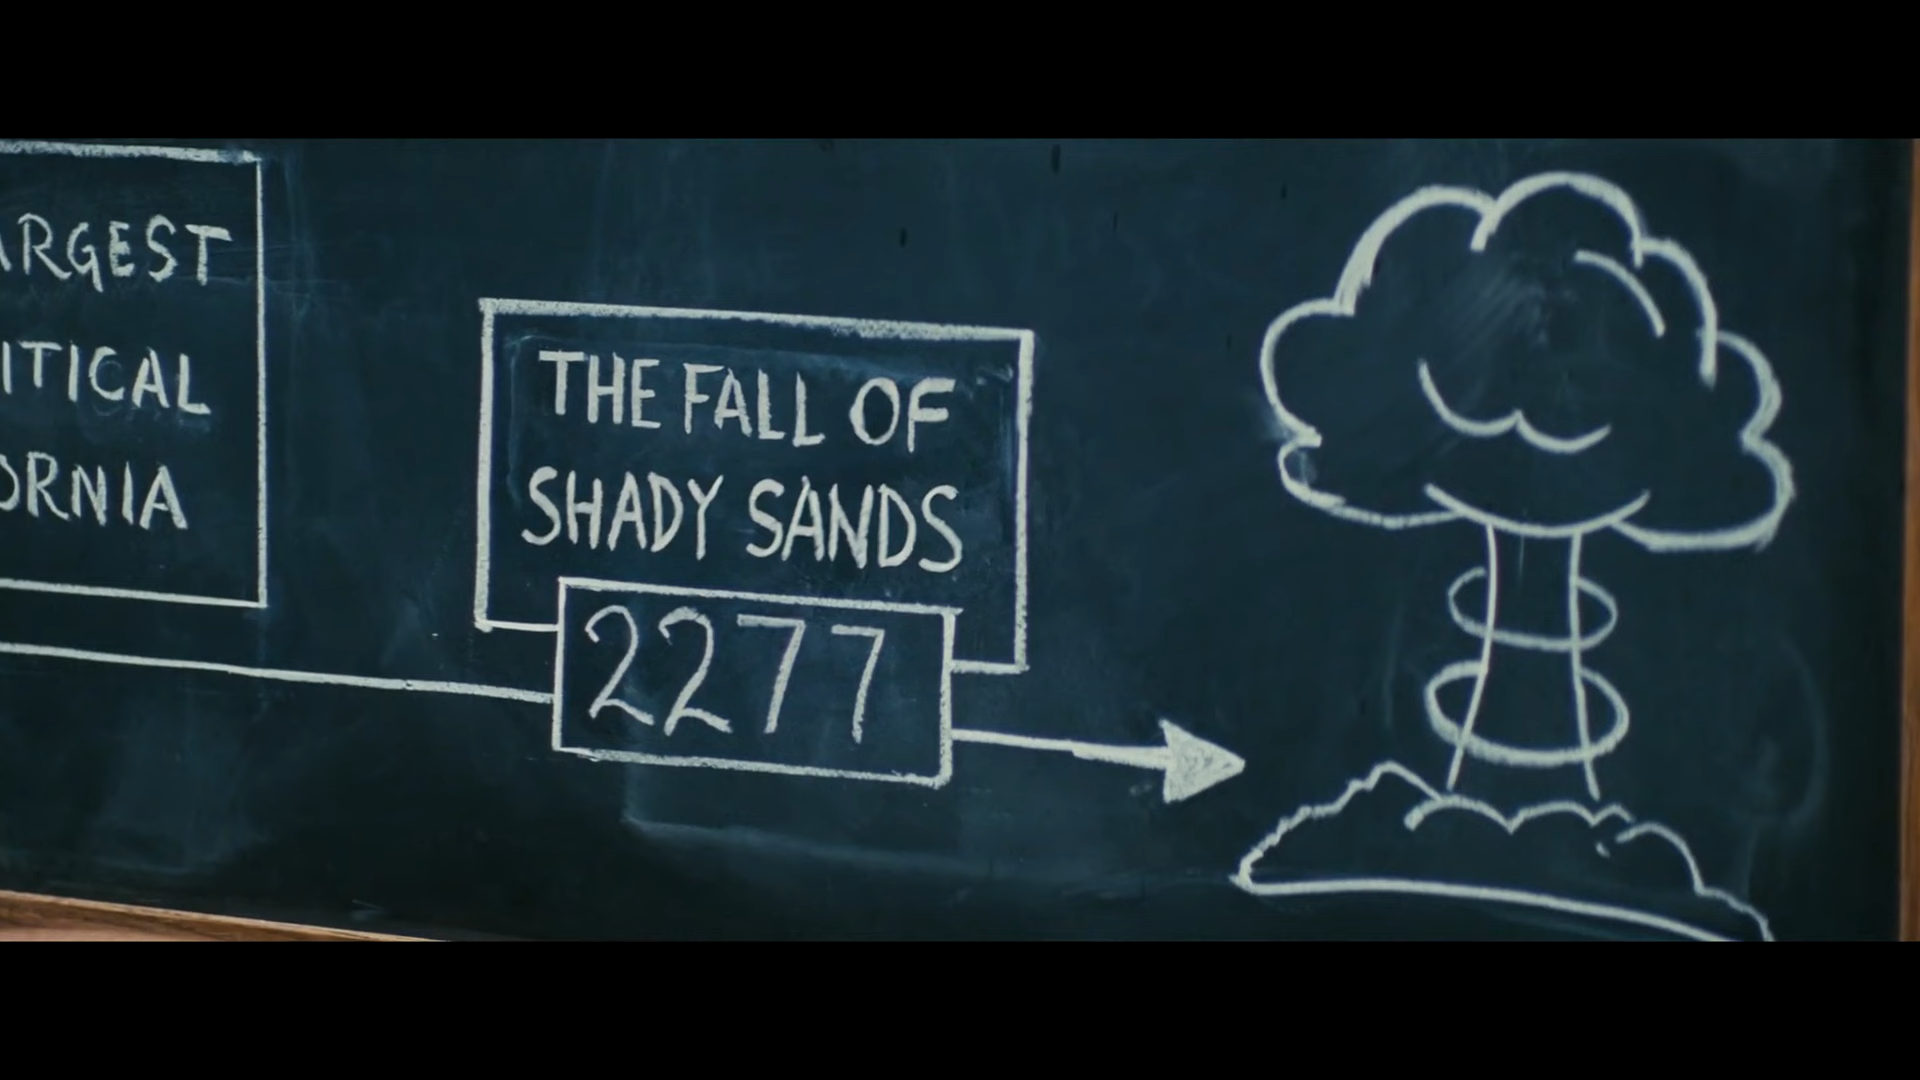 ARGEST
ITICAL
ORNIA
THE FALL OF
SHADY SANDS
2277